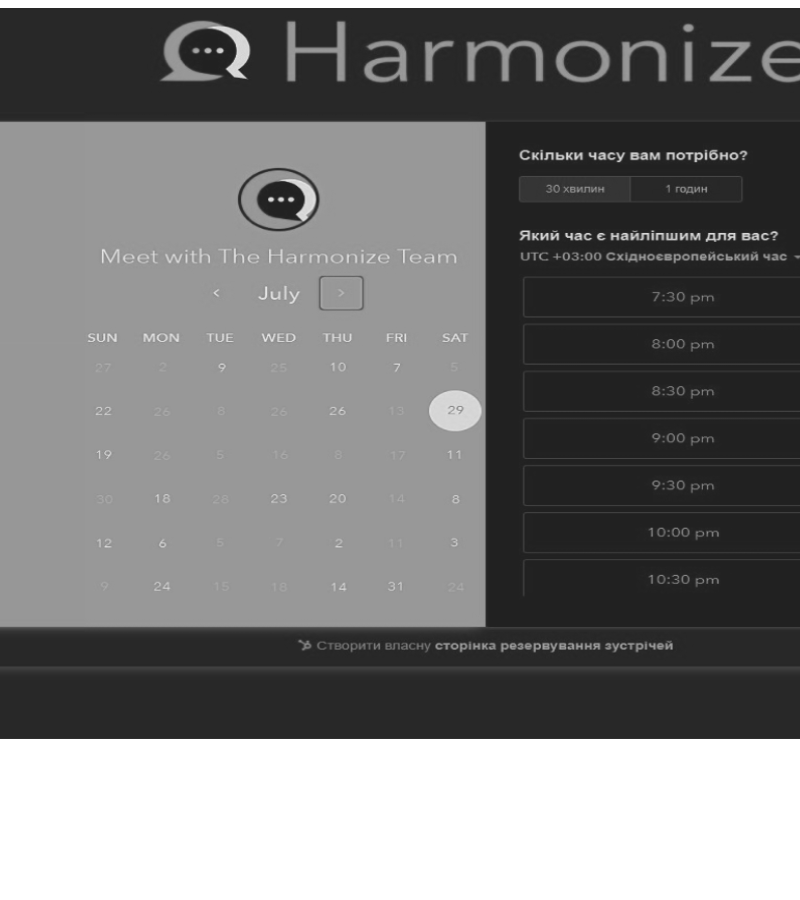 Harmonize
Meet with The Harmonize Team
‹ July ›
SUN MON TUE WED THU FRI SAT
27 2 9 25 10 7 5
22 26 8 26 26 13 29
19 26 5 16 8 17 11
30 18 28 23 20 14 8
12 6 5 7 2 11 3
9 24 15 18 14 31 24
Скільки часу вам потрібно?
30 хвилин 1 годин
Який час є найліпшим для вас?
UTC +03:00 Східноєвропейський час
7:30 pm
8:00 pm
8:30 pm
9:00 pm
9:30 pm
10:00 pm
10:30 pm
Створити власну сторінка резервування зустрічей